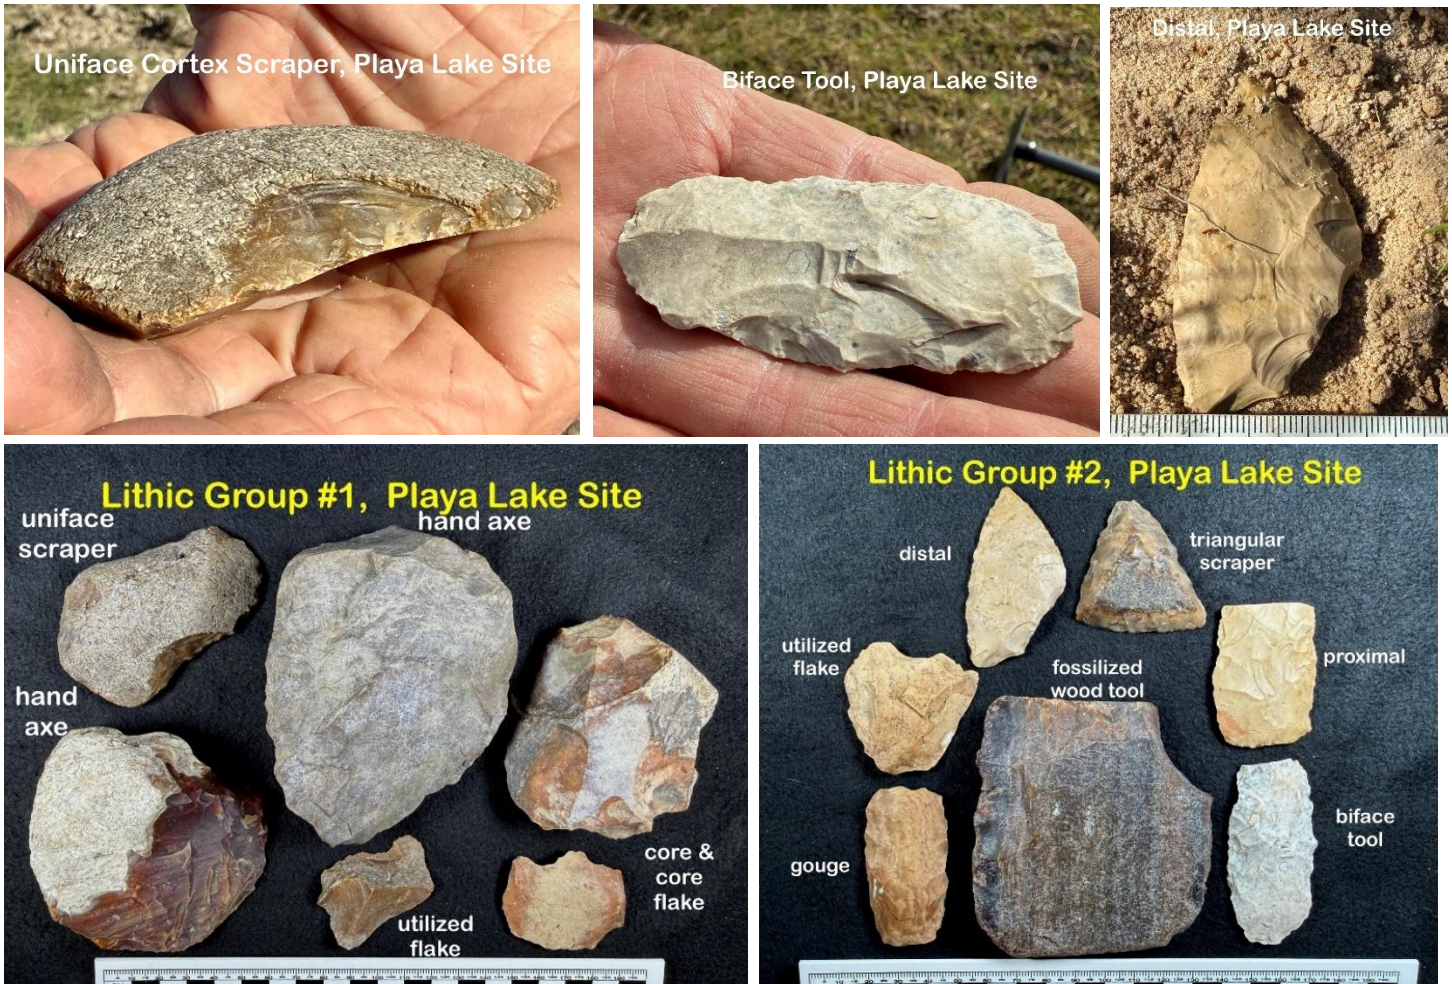 Uniface Cortex Scraper, Playa Lake Site
Biface Tool, Playa Lake Site
Distal, Playa Lake Site
Lithic Group #1, Playa Lake Site
uniface
scraper
hand axe
hand
axe
core &
core
flake
utilized
flake
Lithic Group #2, Playa Lake Site
distal
triangular
scraper
utilized
flake
fossilized
wood tool
proximal
gouge
biface
tool